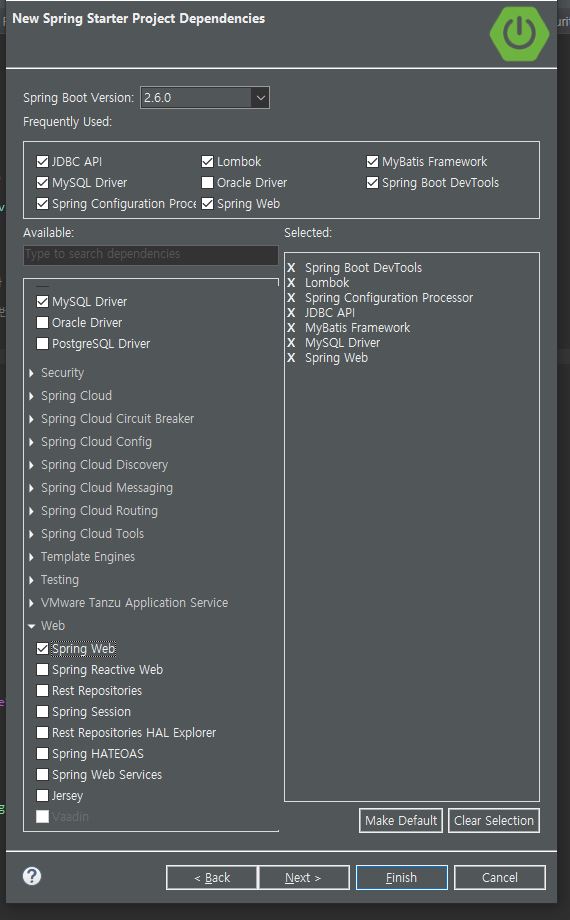 New Spring Starter Project Dependencies
Spring Boot Version: 2.6.0
Frequently Used:
JDBC API Lombok MyBatis Framework
MySQL Driver Oracle Driver Spring Boot DevTools
Spring Configuration Proce Spring Web
Available: Selected:
Type to search dependencies
X Spring Boot DevTools
X Lombok
X Spring Configuration Processor
X JDBC API
X MyBatis Framework
X MySQL Driver
X Spring Web
MySQL Driver
Oracle Driver
PostgreSQL Driver
Security
Spring Cloud
Spring Cloud Circuit Breaker
Spring Cloud Config
Spring Cloud Discovery
Spring Cloud Messaging
Spring Cloud Routing
Spring Cloud Tools
Template Engines
Testing
VMware Tanzu Application Service
Web
Spring Web
Spring Reactive Web
Rest Repositories
Spring Session
Rest Repositories HAL Explorer
Spring HATEOAS
Spring Web Services
Jersey
Vaadin
Make Default Clear Selection
? < Back Next > Finish Cancel